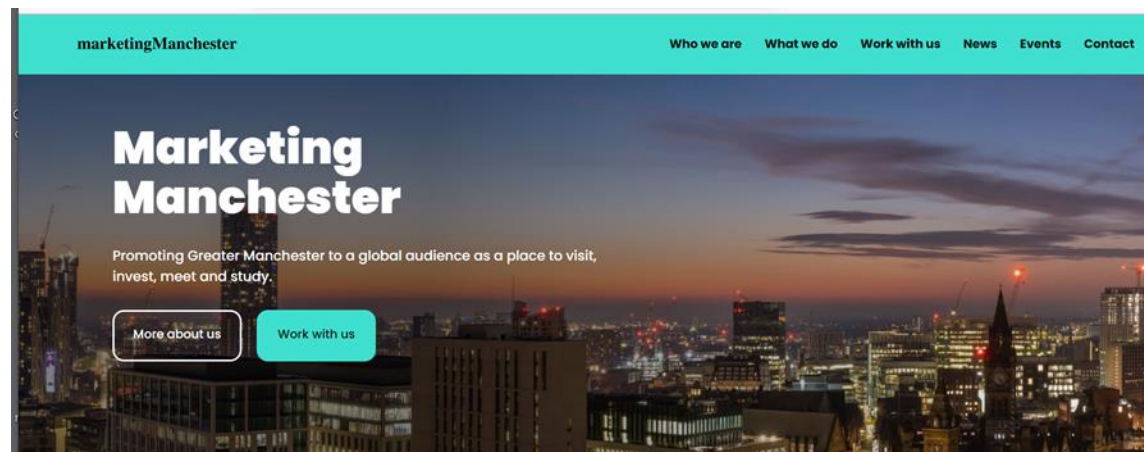 marketingManchester
Who we are What we do Work with us News Events Contact
Marketing
Manchester
Promoting Greater Manchester to a global audience as a place to visit,
invest, meet and study.
More about us
Work with us